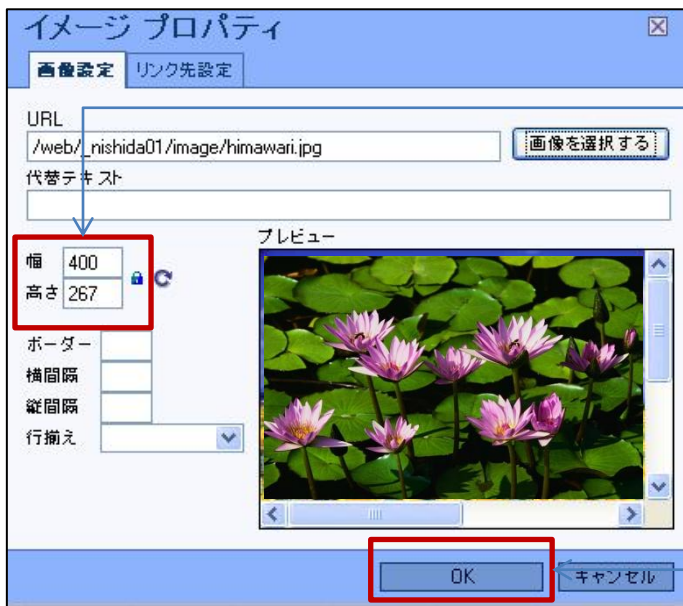 イメージ プロパティ
画像設定 リンク先設定
URL
/web/_nishida01/image/himawari.jpg 画像を選択する
代替テキスト
プレビュー
幅 400
高さ 267
ボーダー
横間隔
縦間隔
行揃え
OK キャンセル